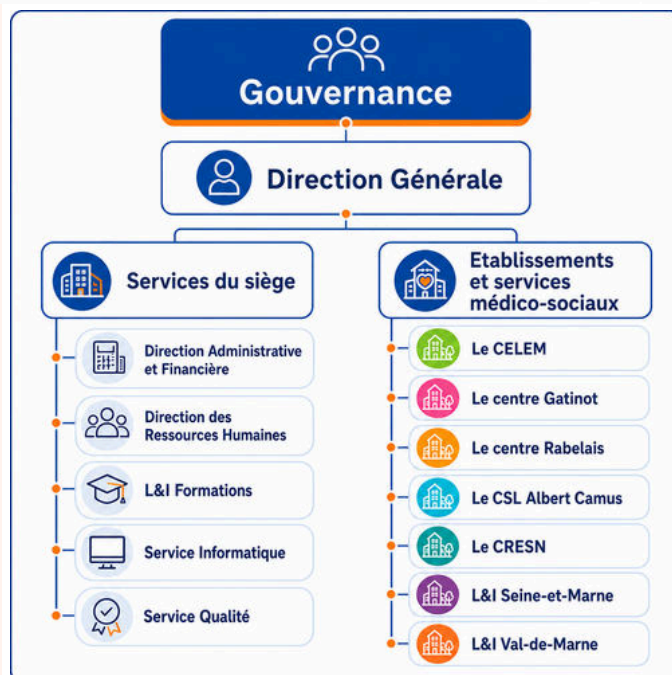 Gouvernance
Direction Générale
Services du siège
Direction Administrative
et Financière
Direction des
Ressources Humaines
L&I Formations
Service Informatique
Service Qualité
Etablissements
et services
médico-sociaux
Le CELEM
Le centre Gatinot
Le centre Rabelais
Le CSL Albert Camus
Le CRESN
L&I Seine-et-Marne
L&I Val-de-Marne